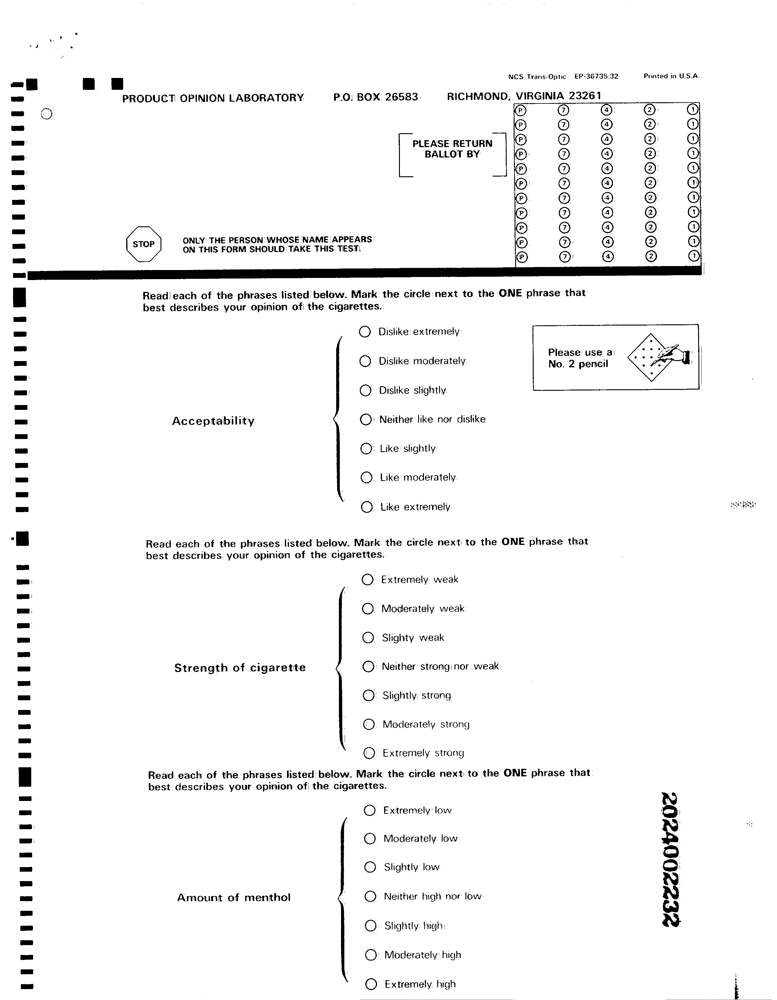 NCS Trans-Optic EP-36735:32 Printed in U.S.A.
PRODUCT OPINION LABORATORY P.O. BOX 26583 RICHMOND, VIRGINIA 23261
P 7 4 2 1
P 7 4 2 1
P 7 4 2 1
P 7 4 2 1
P 7 4 2 1
P 7 4 2 1
P 7 4 2 1
P 7 4 2 1
P 7 4 2 1
P 7 4 2 1
P 7 4 2 1
PLEASE RETURN
BALLOT BY
STOP
ONLY THE PERSON WHOSE NAME APPEARS
ON THIS FORM SHOULD TAKE THIS TEST.
Read each of the phrases listed below. Mark the circle next to the ONE phrase that
best describes your opinion of the cigarettes.
Please use a
No. 2 pencil
Acceptability
Dislike extremely
Dislike moderately
Dislike slightly
Neither like nor dislike
Like slightly
Like moderately
Like extremely
Read each of the phrases listed below. Mark the circle next to the ONE phrase that
best describes your opinion of the cigarettes.
Strength of cigarette
Extremely weak
Moderately weak
Slighty weak
Neither strong nor weak
Slightly strong
Moderately strong
Extremely strong
Read each of the phrases listed below. Mark the circle next to the ONE phrase that
best describes your opinion of the cigarettes.
Amount of menthol
Extremely low
Moderately low
Slightly low
Neither high nor low
Slightly high
Moderately high
Extremely high
2024002232